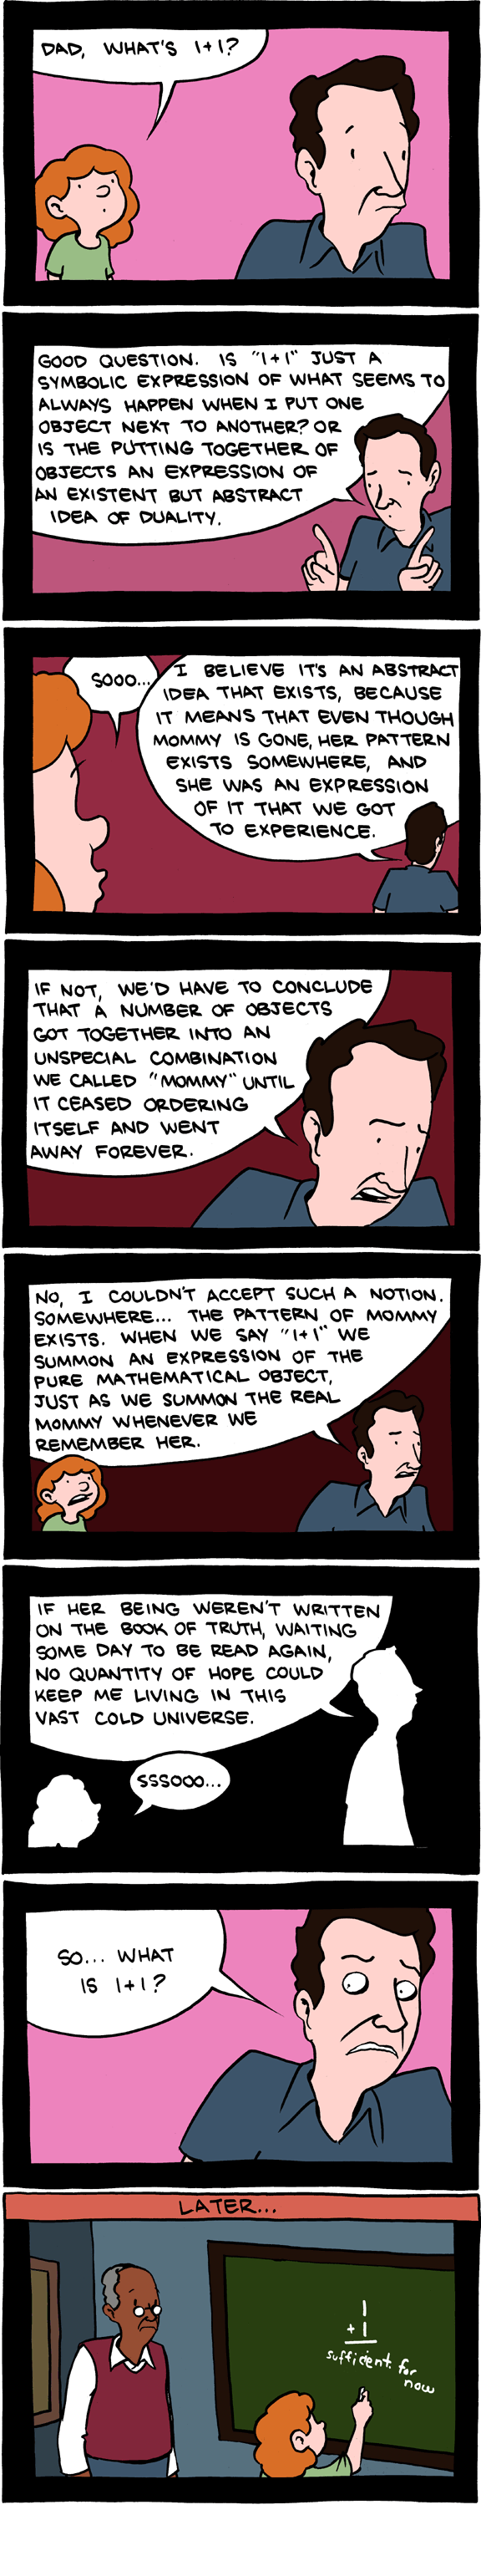 DAD, WHAT'S 1+1?
GOOD QUESTION. IS "1+1" JUST A
SYMBOLIC EXPRESSION OF WHAT SEEMS TO
ALWAYS HAPPEN WHEN I PUT ONE
OBJECT NEXT TO ANOTHER? OR
IS THE PUTTING TOGETHER OF
OBJECTS AN EXPRESSION OF
AN EXISTENT BUT ABSTRACT
IDEA OF DUALITY.
SOOO...
I BELIEVE IT'S AN ABSTRACT
IDEA THAT EXISTS, BECAUSE
IT MEANS THAT EVEN THOUGH
MOMMY IS GONE, HER PATTERN
EXISTS SOMEWHERE, AND
SHE WAS AN EXPRESSION
OF IT THAT WE GOT
TO EXPERIENCE.
IF NOT, WE'D HAVE TO CONCLUDE
THAT A NUMBER OF OBJECTS
GOT TOGETHER INTO AN
UNSPECIAL COMBINATION
WE CALLED "MOMMY" UNTIL
IT CEASED ORDERING
ITSELF AND WENT
AWAY FOREVER.
NO, I COULDN'T ACCEPT SUCH A NOTION.
SOMEWHERE... THE PATTERN OF MOMMY
EXISTS. WHEN WE SAY "1+1" WE
SUMMON AN EXPRESSION OF THE
PURE MATHEMATICAL OBJECT,
JUST AS WE SUMMON THE REAL
MOMMY WHENEVER WE
REMEMBER HER.
IF HER BEING WEREN'T WRITTEN
ON THE BOOK OF TRUTH, WAITING
SOME DAY TO BE READ AGAIN,
NO QUANTITY OF HOPE COULD
KEEP ME LIVING IN THIS
VAST COLD UNIVERSE.
SSSOOO...
SO... WHAT
IS 1+1?
LATER...
1
+1
sufficient for
now